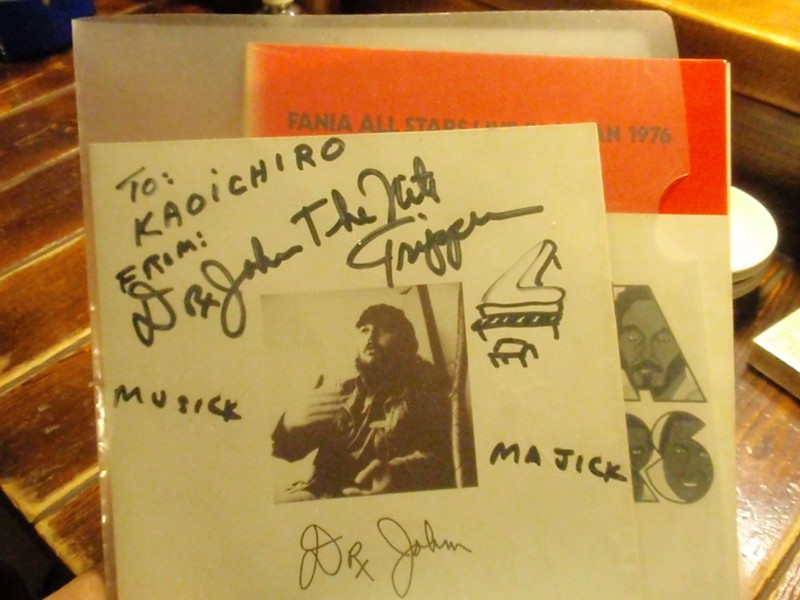 FANIA ALL STARS LIVE IN JAPAN 1976
TO:
KAOICHIRO
FROM:
DR John The Nite
Tripper
MUSICK
MAJICK
DR John